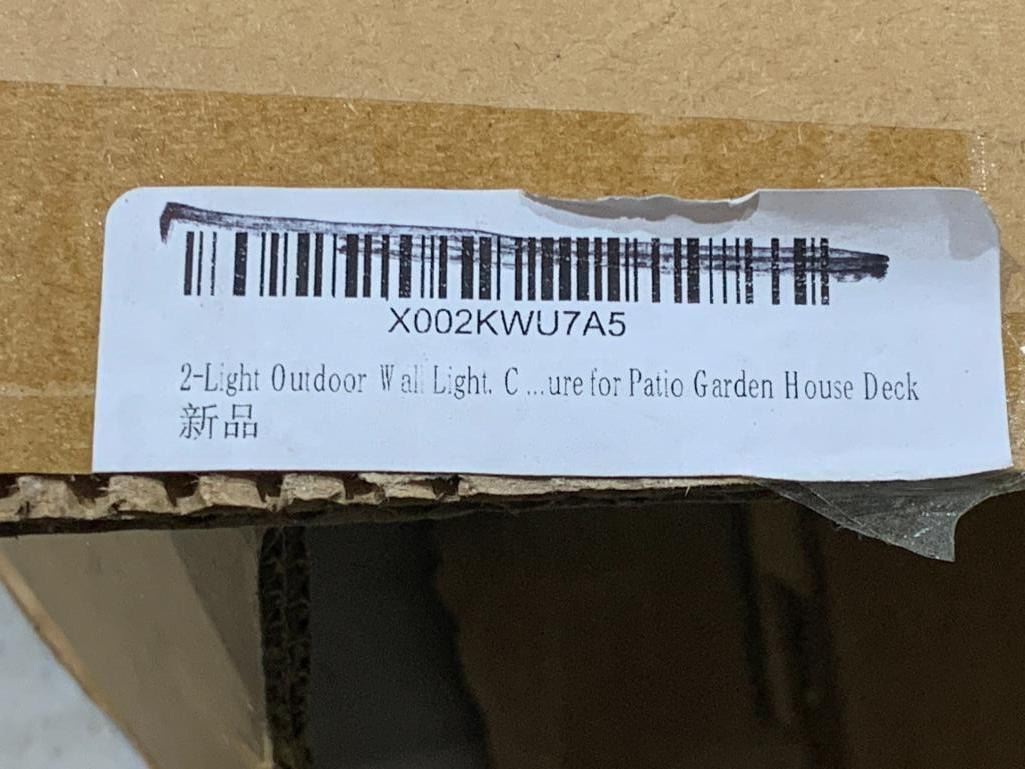 X002KWU7A5
2-Light Outdoor Wall Light, C ...ure for Patio Garden House Deck
新品